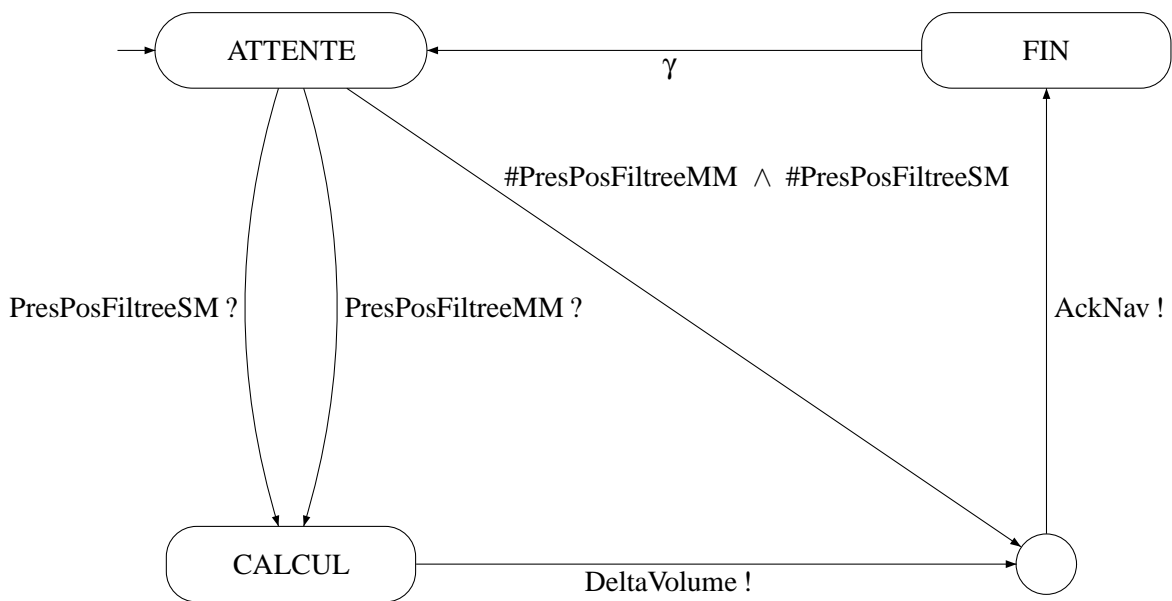 ATTENTE
FIN
γ
#PresPosFiltreeMM ∧ #PresPosFiltreeSM
PresPosFiltreeSM ?
PresPosFiltreeMM ?
AckNav !
CALCUL
DeltaVolume !